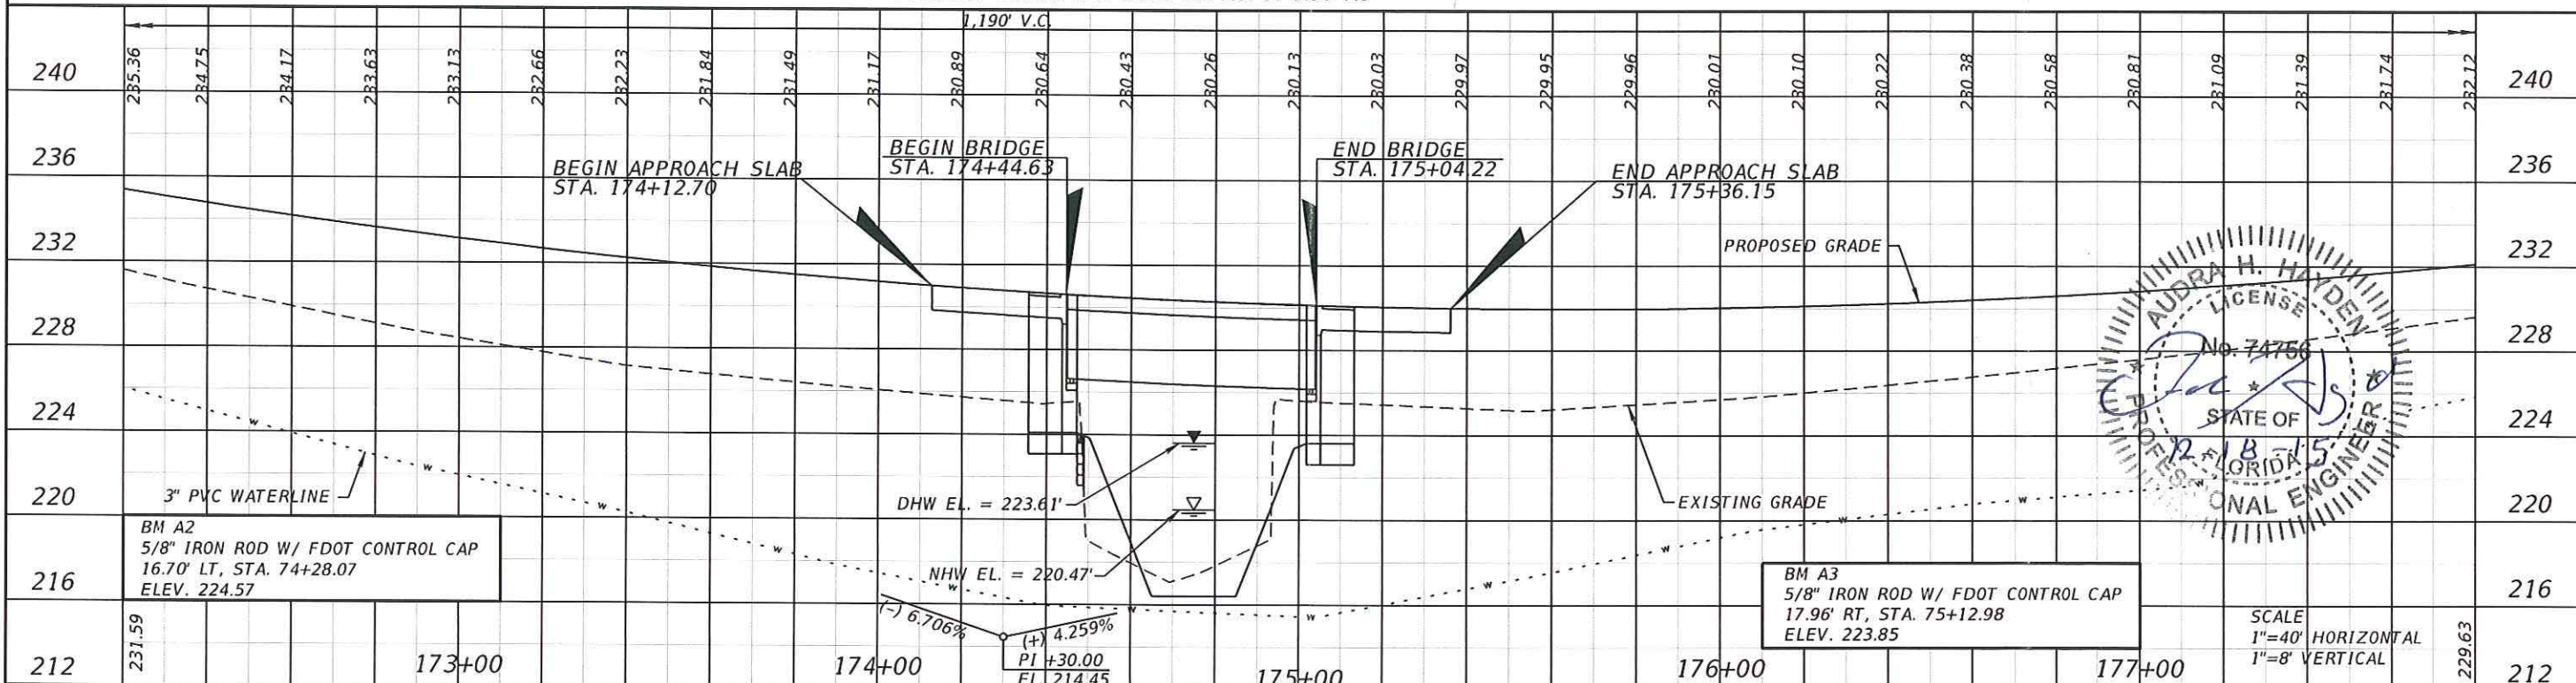 1,190' V.C.
235.36 234.75 234.17 233.63 233.13 232.66 232.23 231.84 231.49 231.17 230.89 230.64 230.43 230.26 230.13 230.03 229.97 229.95 229.96 230.01 230.10 230.22 230.38 230.58 230.81 231.09 231.39 231.74 232.12
240 240
236 236
232 232
228 228
224 224
220 220
216 216
212 212
BEGIN APPROACH SLAB
STA. 174+12.70
BEGIN BRIDGE
STA. 174+44.63
END BRIDGE
STA. 175+04.22
END APPROACH SLAB
STA. 175+36.15
PROPOSED GRADE
AUDRA H. HAYDEN
LICENSE
No. 74756
STATE OF
FLORIDA
PROFESSIONAL ENGINEER
3" PVC WATERLINE
w w w w w w w w w w w w
DHW EL. = 223.61'
NHW EL. = 220.47'
EXISTING GRADE
BM A2
5/8" IRON ROD W/ FDOT CONTROL CAP
16.70' LT, STA. 74+28.07
ELEV. 224.57
BM A3
5/8" IRON ROD W/ FDOT CONTROL CAP
17.96' RT, STA. 75+12.98
ELEV. 223.85
(-) 6.706%
(+) 4.259%
PI +30.00
EL 214.45
SCALE
1"=40' HORIZONTAL
1"=8' VERTICAL
231.59
229.63
173+00 174+00 175+00 176+00 177+00